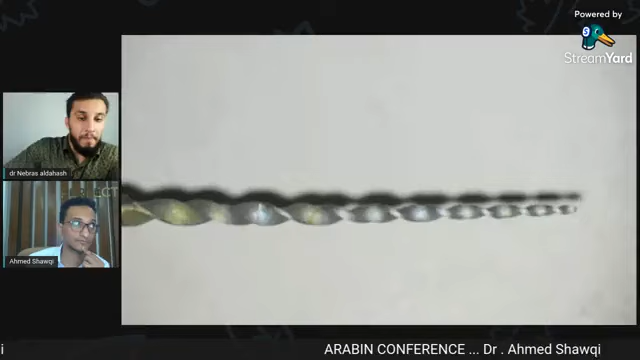 Powered by
StreamYard
dr Nebras aldahash
Ahmed Shawqi
i
ARABIN CONFERENCE ... Dr . Ahmed Shawqi